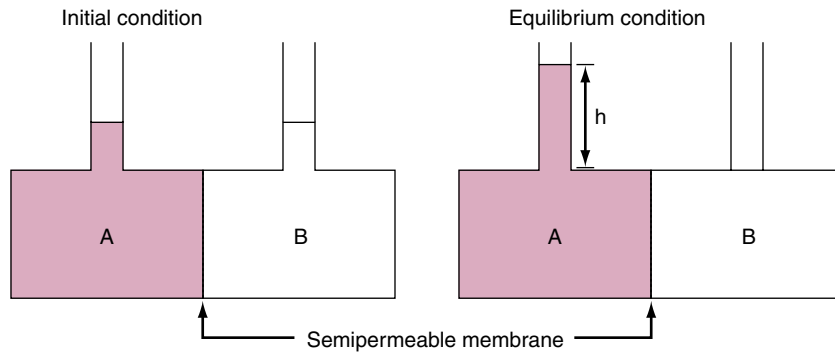 Initial condition
Equilibrium condition
h
A
B
A
B
Semipermeable membrane